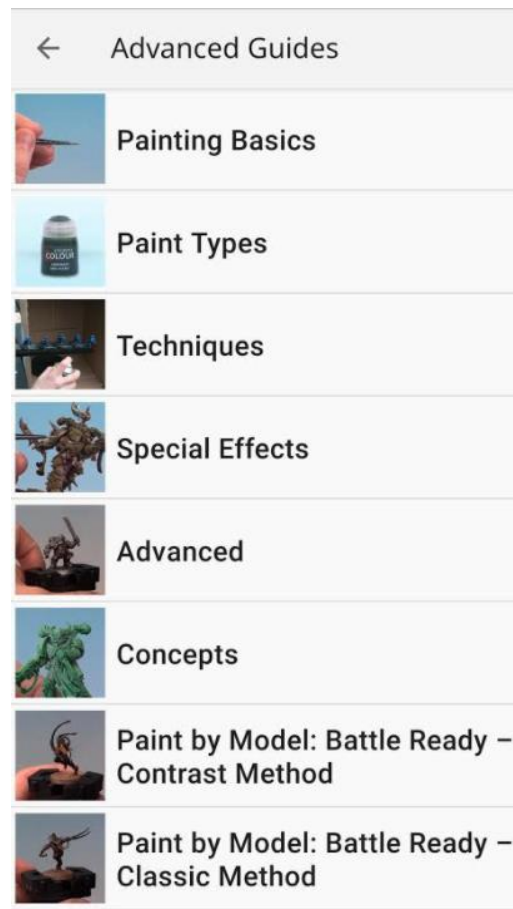 Advanced Guides
Painting Basics
COLOUR
Paint Types
Techniques
Special Effects
Advanced
Concepts
Paint by Model: Battle Ready –
Contrast Method
Paint by Model: Battle Ready –
Classic Method